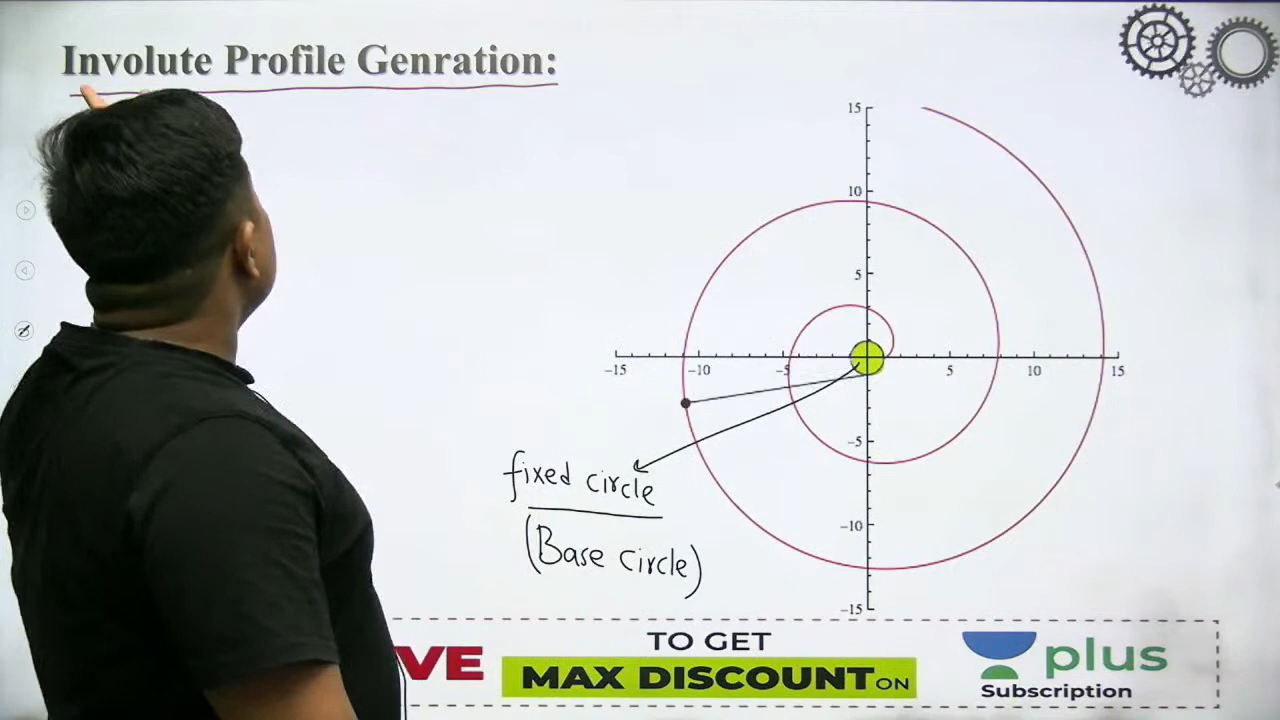 Involute Profile Genration:
15
10
5
-15
-10
-5
5
10
15
-5
-10
-15
fixed circle
(Base circle)
VE
TO GET
MAX DISCOUNT ON
plus
Subscription